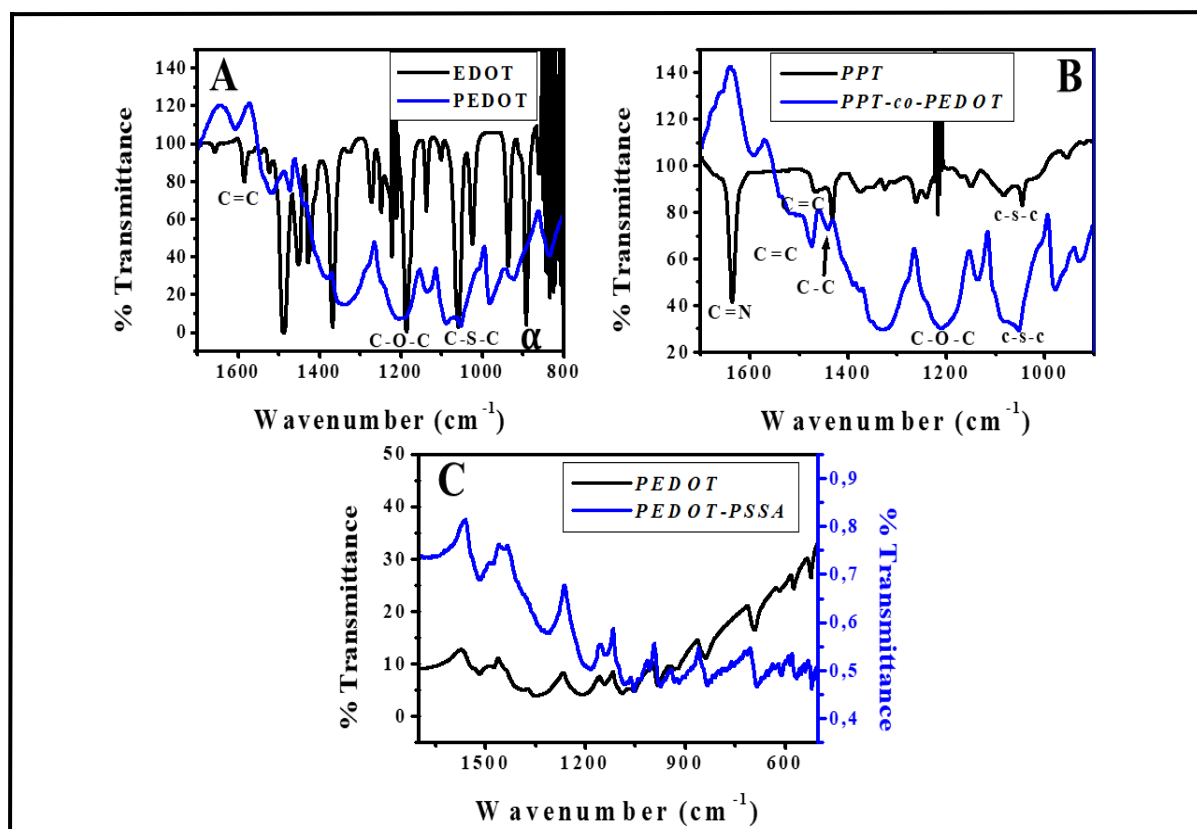 A
EDOT
PEDOT
C=C
C-O-C
C-S-C
α
140
120
100
80
60
40
20
0
% Transmittance
1600
1400
1200
1000
800
Wavenumber (cm-1)
B
PPT
PPT-co-PEDOT
C=C
C=C
C-C
C=N
C-O-C
c-s-c
c-s-c
140
120
100
80
60
40
20
% Transmittance
1600
1400
1200
1000
Wavenumber (cm-1)
C
PEDOT
PEDOT-PSSA
50
40
30
20
10
0
% Transmittance
0,9
0,8
0,7
0,6
0,5
0,4
% Transmittance
1500
1200
900
600
Wavenumber (cm-1)